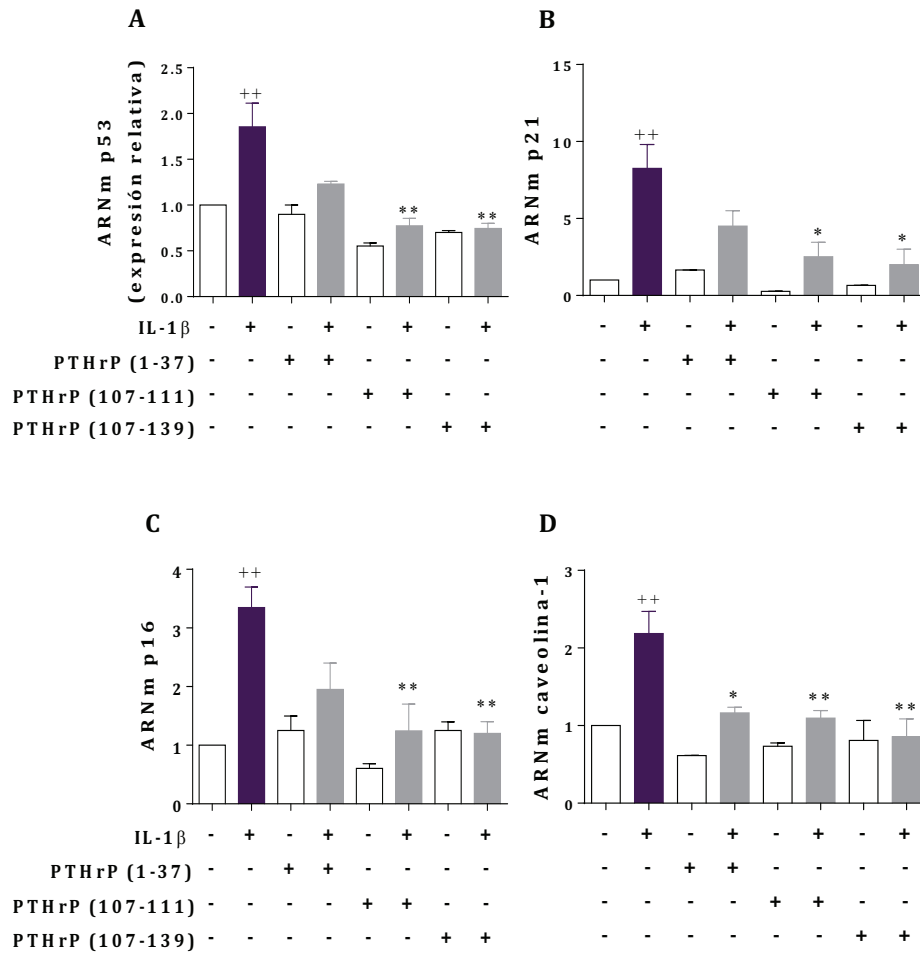 A
B
ARNm p53
(expresión relativa)
2.5
2.0
1.5
1.0
0.5
0.0
++
**
**
ARNm p21
15
10
5
0
++
*
*
IL-1β - + - + - + - + - + - + - + - +
PTHrP (1-37) - - + + - - - - - - + + - - - -
PTHrP (107-111) - - - - + + - - - - - - + + - -
PTHrP (107-139) - - - - - - + + - - - - - - + +
C
D
ARNm p16
4
3
2
1
0
++
**
**
ARNm caveolina-1
3
2
1
0
++
*
**
**
IL-1β - + - + - + - + - + - + - + - +
PTHrP (1-37) - - + + - - - - - - + + - - - -
PTHrP (107-111) - - - - + + - - - - - - + + - -
PTHrP (107-139) - - - - - - + + - - - - - - + +